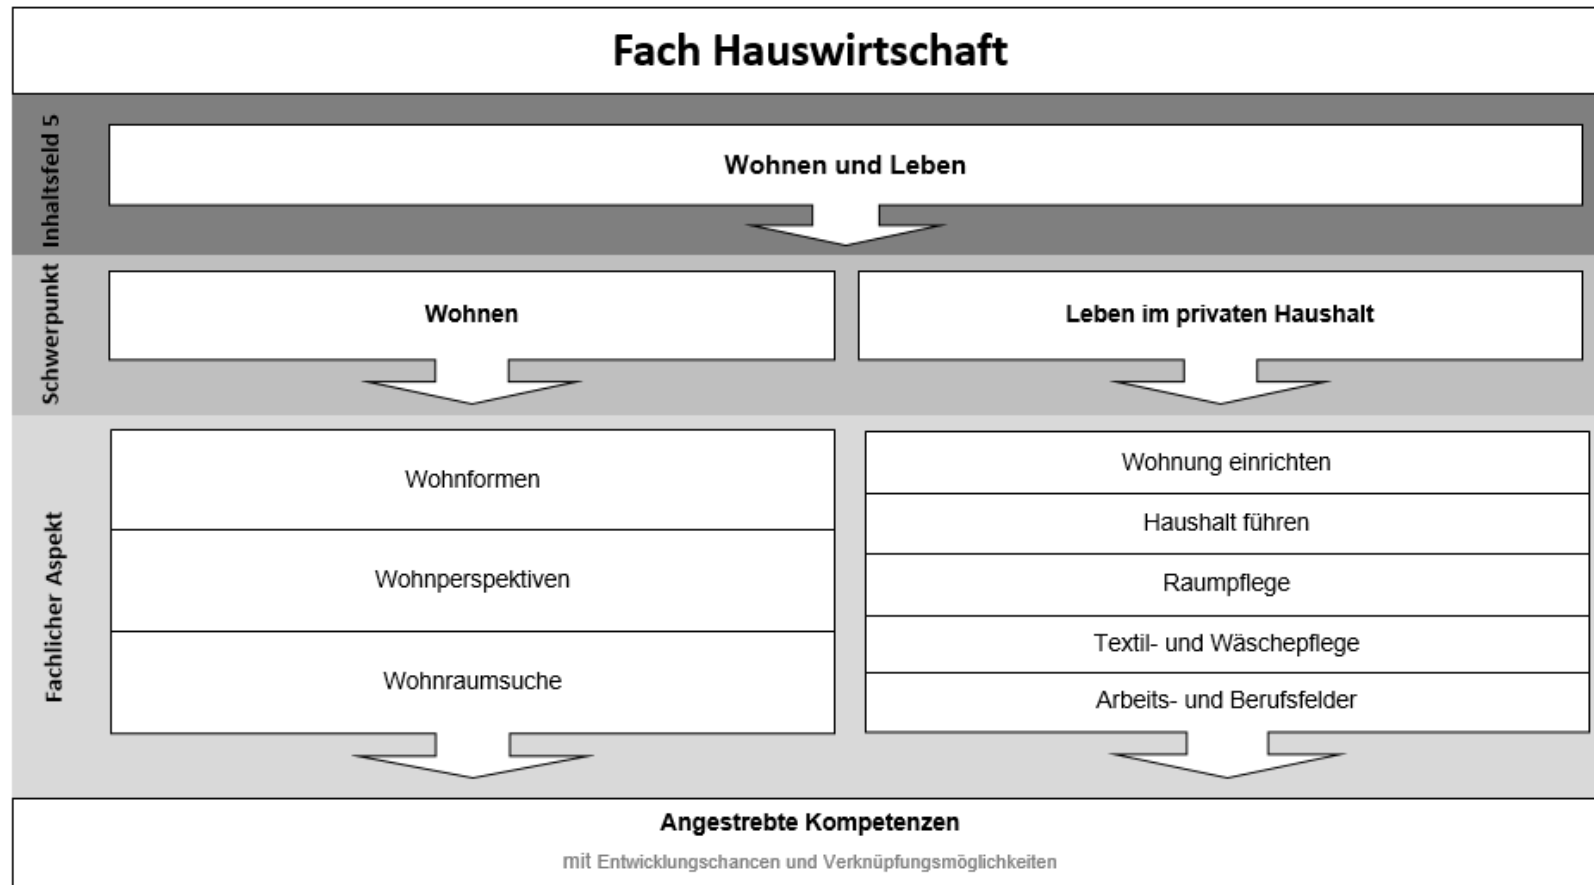 Fach Hauswirtschaft
Inhaltsfeld 5
Wohnen und Leben
Schwerpunkt
Wohnen
Leben im privaten Haushalt
Fachlicher Aspekt
Wohnformen
Wohnperspektiven
Wohnraumsuche
Wohnung einrichten
Haushalt führen
Raumpflege
Textil- und Wäschepflege
Arbeits- und Berufsfelder
Angestrebte Kompetenzen
mit Entwicklungschancen und Verknüpfungsmöglichkeiten